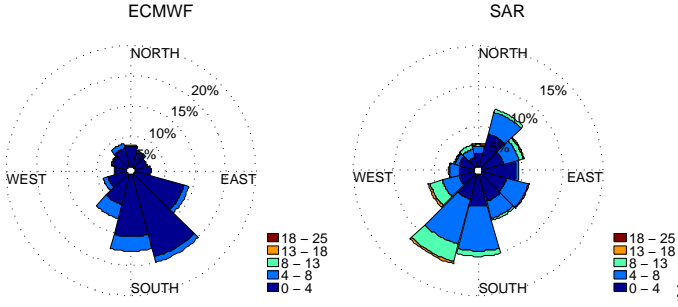 ECMWF
NORTH
20%
15%
10%
5%
WEST
EAST
SOUTH
18 – 25
13 – 18
8 – 13
4 – 8
0 – 4
SAR
NORTH
15%
10%
5%
WEST
EAST
SOUTH
18 – 25
13 – 18
8 – 13
4 – 8
0 – 4